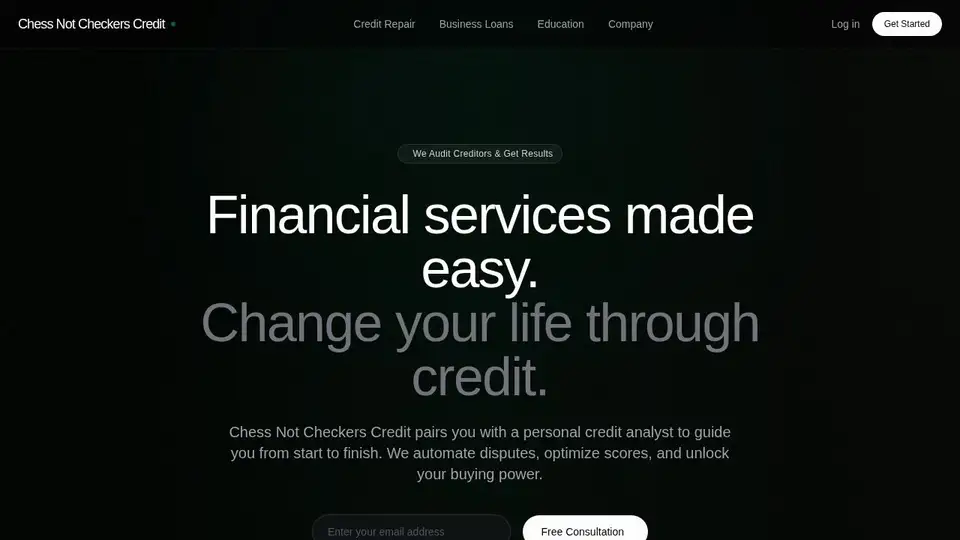 Chess Not Checkers Credit
Credit Repair
Business Loans
Education
Company
Log in
Get Started
We Audit Creditors & Get Results
Financial services made
easy.
Change your life through
credit.
Chess Not Checkers Credit pairs you with a personal credit analyst to guide
you from start to finish. We automate disputes, optimize scores, and unlock
your buying power.
Enter your email address
Free Consultation